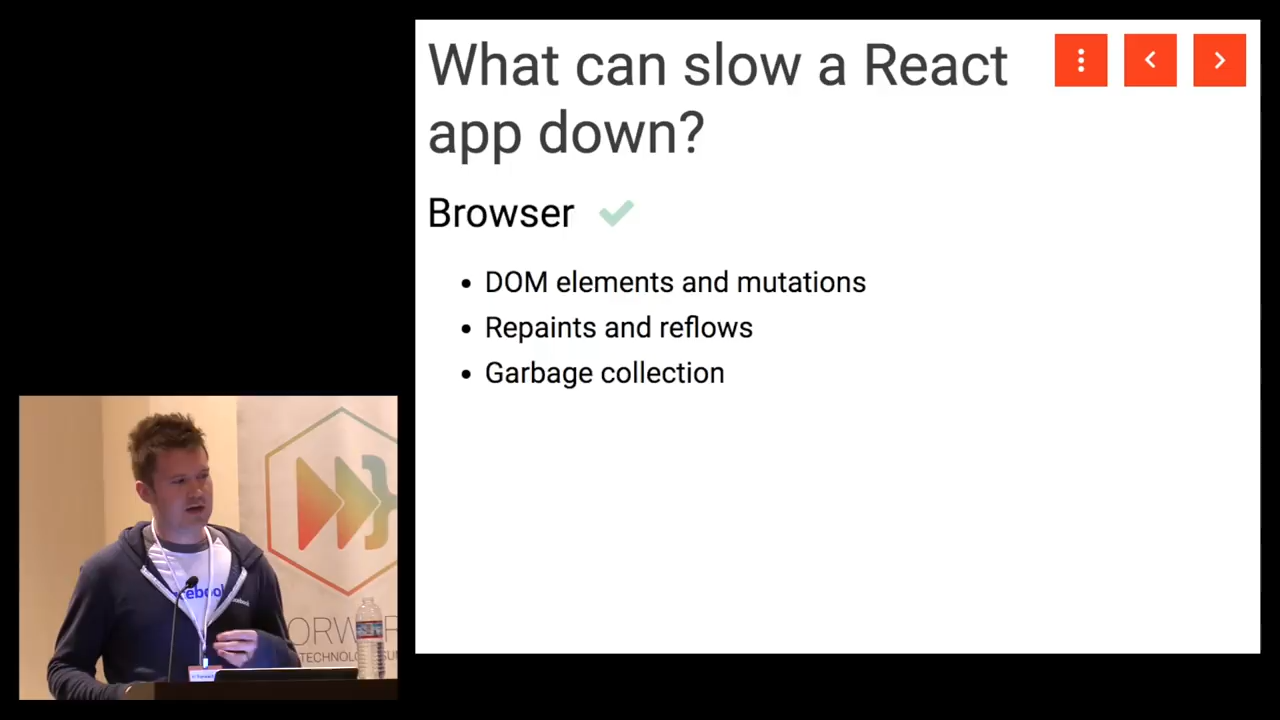 What can slow a React
app down?
Browser
DOM elements and mutations
Repaints and reflows
Garbage collection